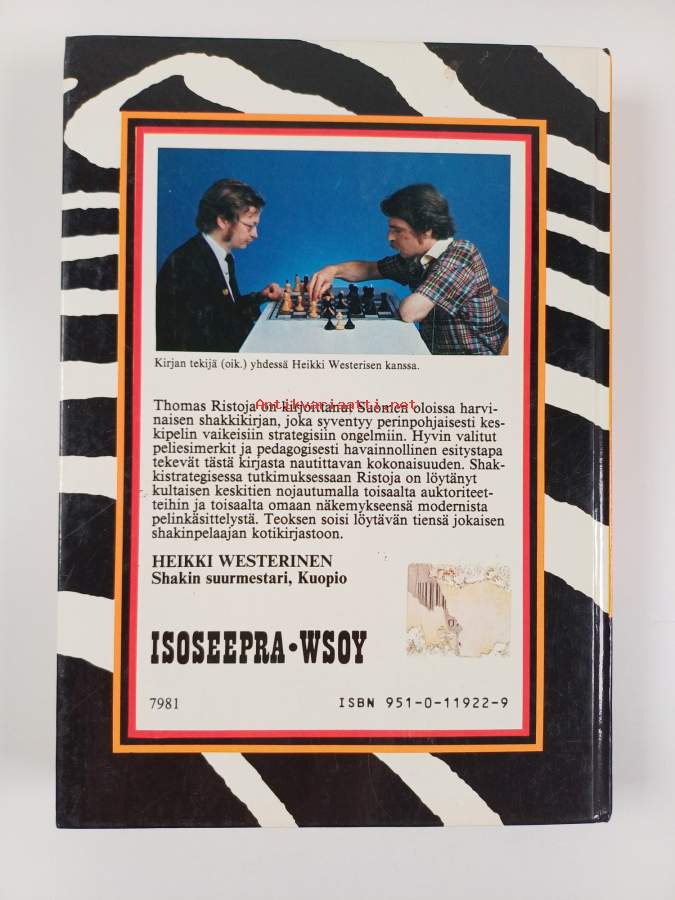 Kirjan tekijä (oik.) yhdessä Heikki Westerisen kanssa.
Antikvariaatti.net
Thomas Ristoja on kirjoittanut Suomen oloissa harvi-
naisen shakkikirjan, joka syventyy perinpohjaisesti kes-
kipelin vaikeisiin strategisiin ongelmiin. Hyvin valitut
peliesimerkit ja pedagogisesti havainnollinen esitystapa
tekevät tästä kirjasta nautittavan kokonaisuuden. Shak-
kistrategisessa tutkimuksessaan Ristoja on löytänyt
kultaisen keskitien nojautumalla toisaalta auktoriteet-
teihin ja toisaalta omaan näkemykseensä modernista
pelinkäsittelystä. Teoksen soisi löytävän tiensä jokaisen
shakinpelaajan kotikirjastoon.
HEIKKI WESTERINEN
Shakin suurmestari, Kuopio
ISOSEEPRA•WSOY
7981 ISBN 951-0-11922-9